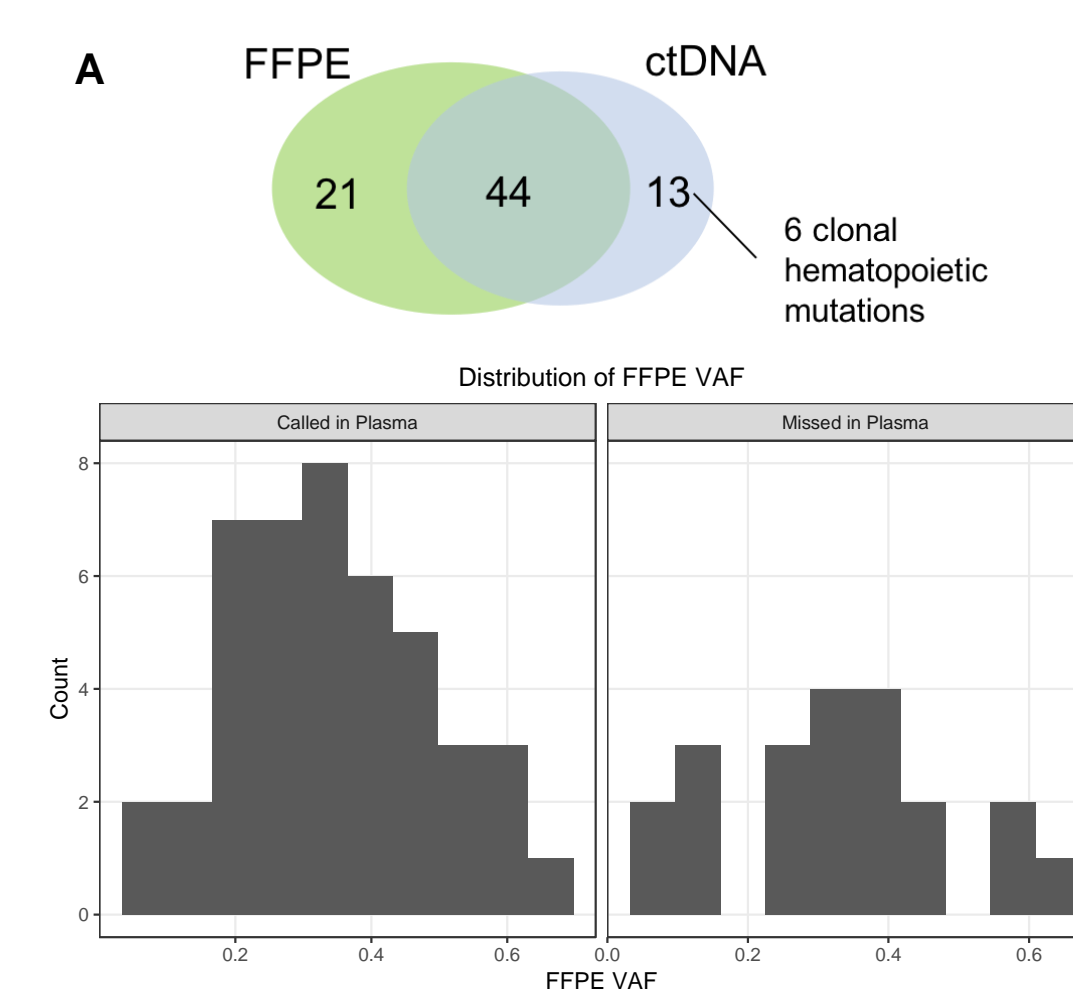 A
FFPE
ctDNA
21
44
13
6 clonal
hematopoietic
mutations
Distribution of FFPE VAF
Called in Plasma
Missed in Plasma
8
6
4
2
0
Count
0.2
0.4
0.6
0.0
0.2
0.4
0.6
FFPE VAF